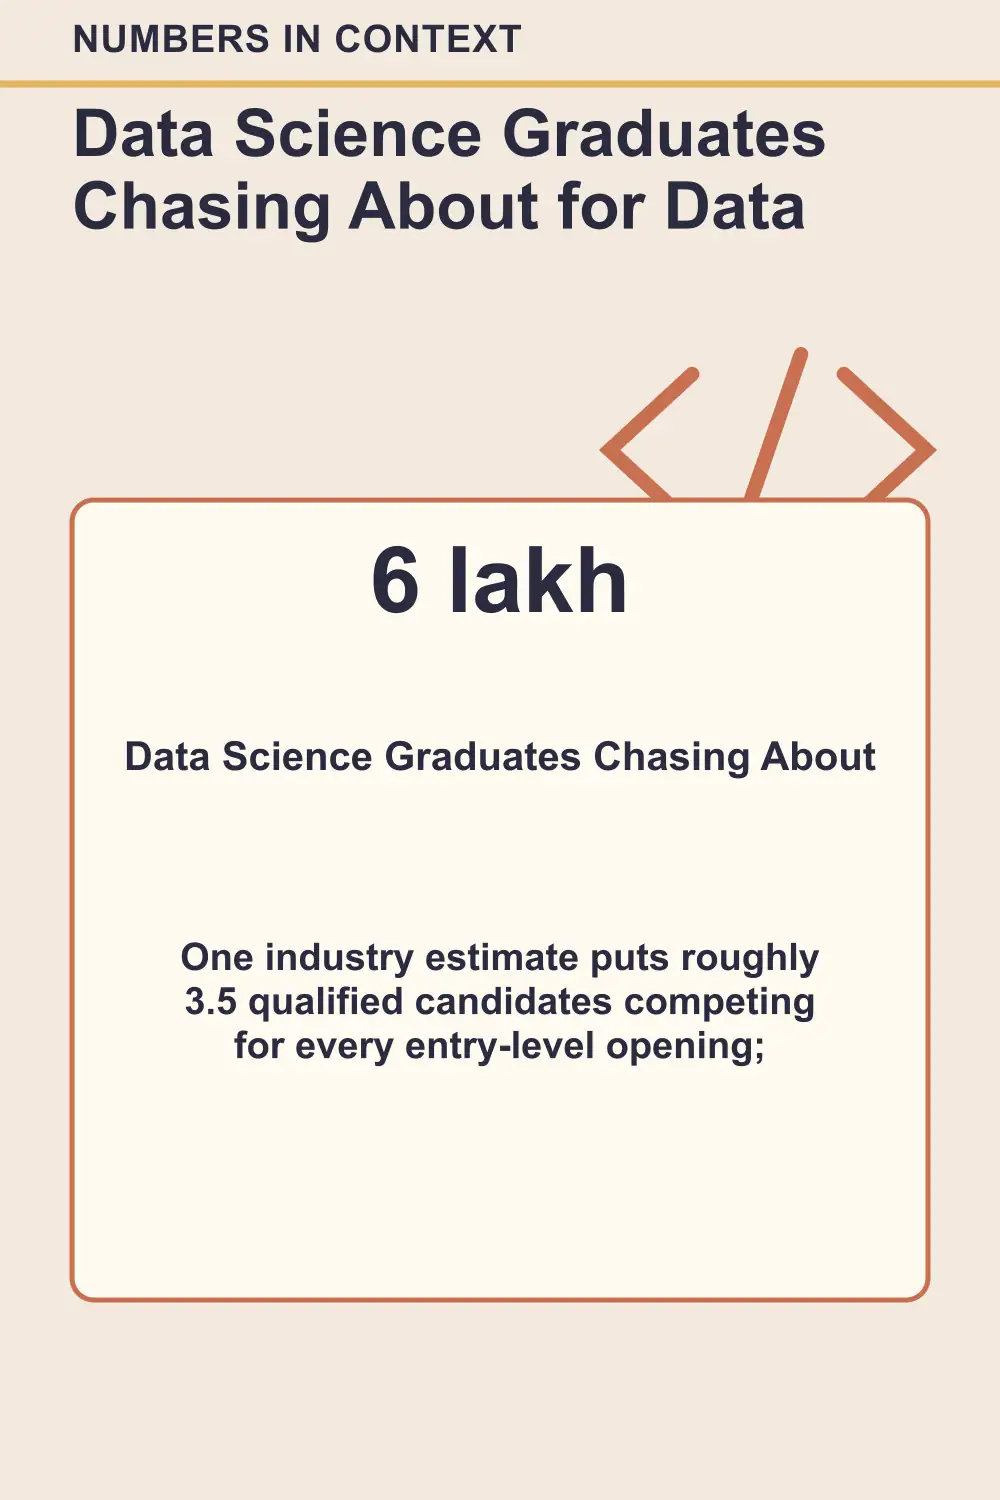 NUMBERS IN CONTEXT
Data Science Graduates
Chasing About for Data
6 lakh
Data Science Graduates Chasing About
One industry estimate puts roughly
3.5 qualified candidates competing
for every entry-level opening;